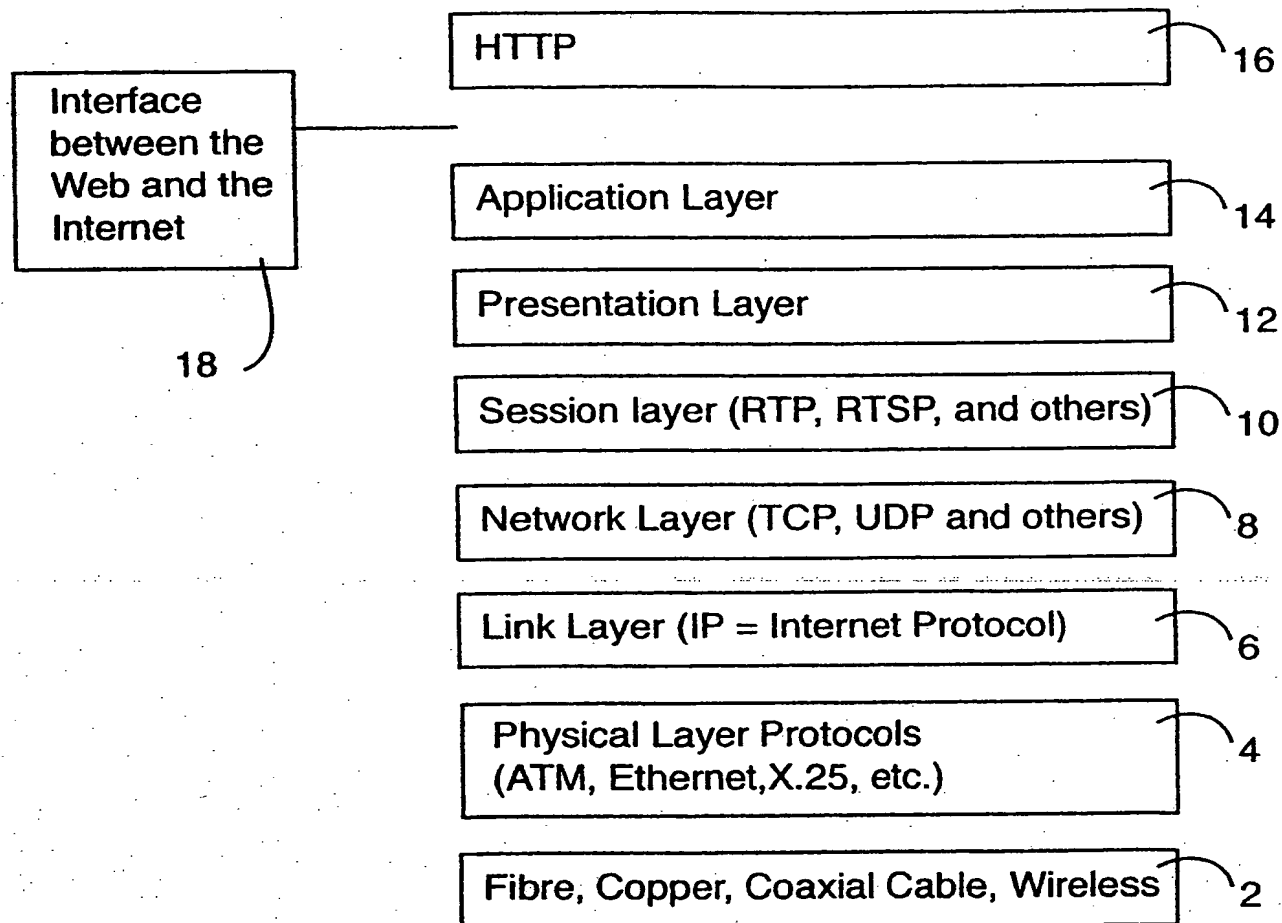 HTTP
16
Interface
between the
Web and the
Internet
18
Application Layer
14
Presentation Layer
12
Session layer (RTP, RTSP, and others)
10
Network Layer (TCP, UDP and others)
8
Link Layer (IP = Internet Protocol)
6
Physical Layer Protocols
(ATM, Ethernet,X.25, etc.)
4
Fibre, Copper, Coaxial Cable, Wireless
2